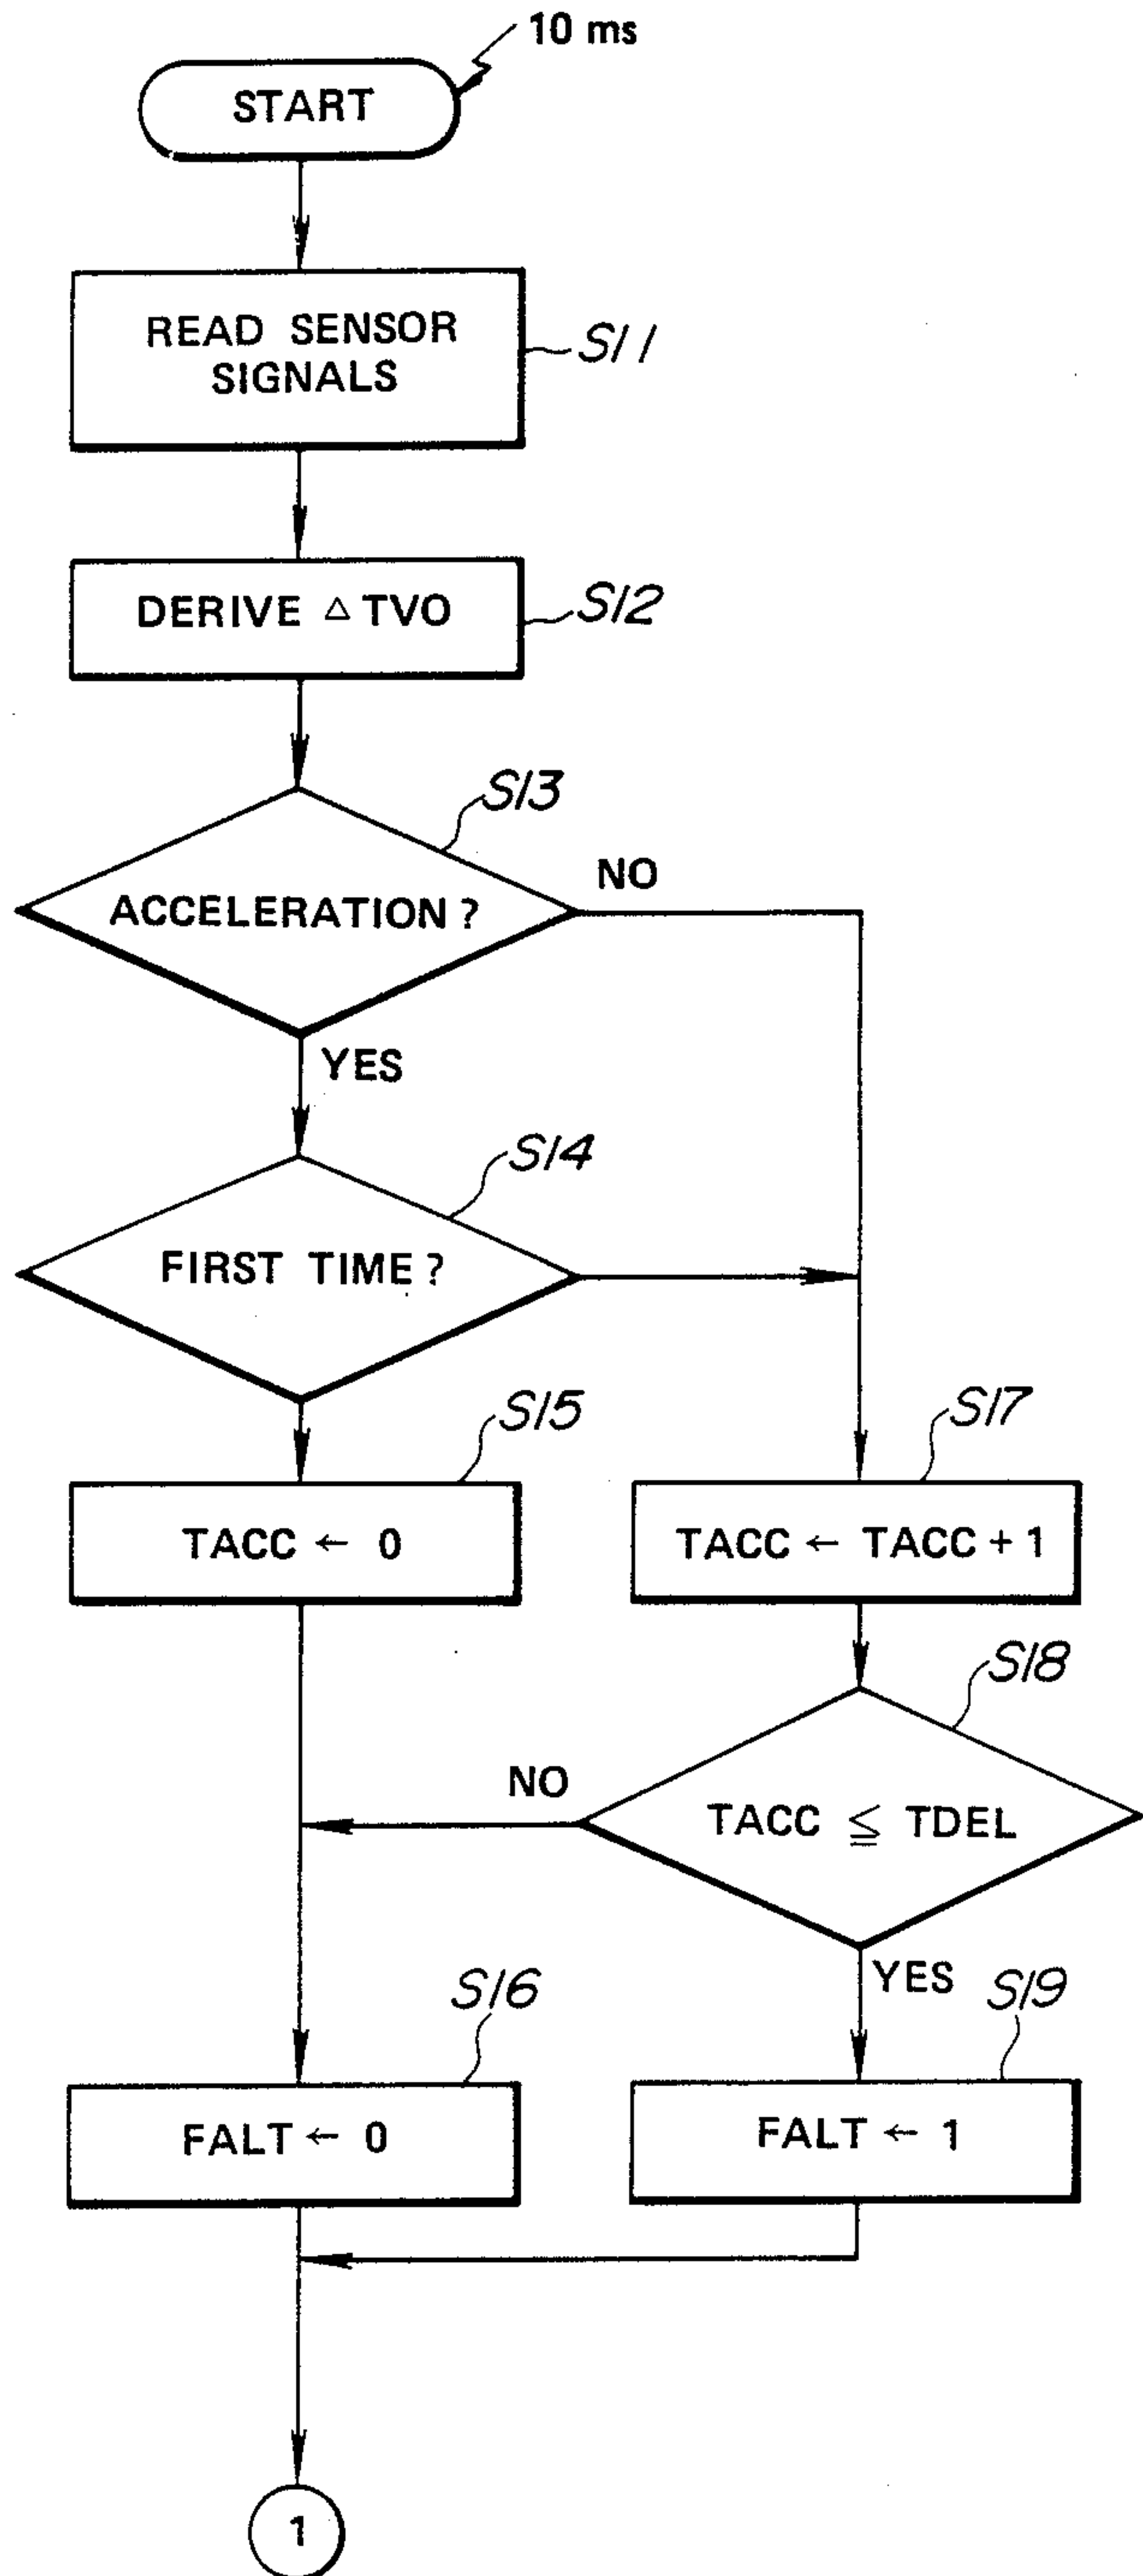 10 ms
START
READ SENSOR
SIGNALS
S11
DERIVE △ TVO
S12
S13
ACCELERATION ?
NO
YES
S14
FIRST TIME ?
S15
S17
TACC ← 0
TACC ← TACC + 1
S18
NO
TACC ≦ TDEL
YES
S16
S19
FALT ← 0
FALT ← 1
1